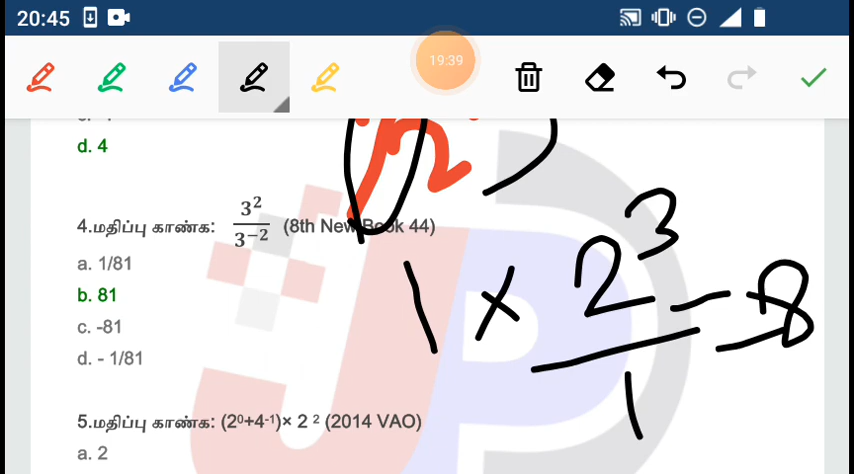 20:45
19:39
d. 4
4.மதிப்பு காண்க: 3²/3⁻² (8th New Book 44)
a. 1/81
b. 81
c. -81
d. - 1/81
1 × 2³/1 = 8
5.மதிப்பு காண்க: (2⁰+4⁻¹)× 2 ² (2014 VAO)
a. 2